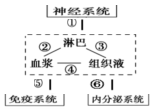 神经系统
①
淋巴
② ③
血浆 ④ 组织液
⑤ ⑥
免疫系统 内分泌系统